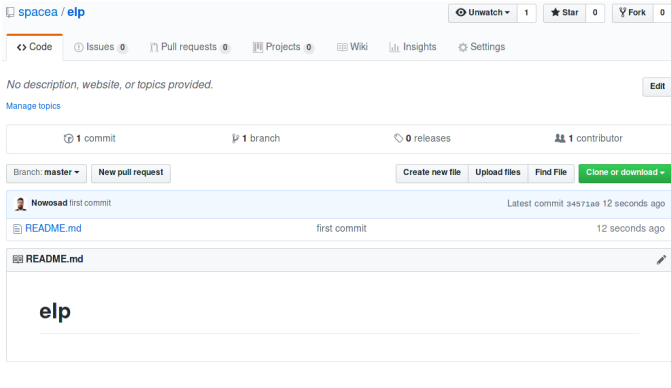 spacea / elp Unwatch 1 Star 0 Fork 0
Code Issues 0 Pull requests 0 Projects 0 Wiki Insights Settings
No description, website, or topics provided. Edit
Manage topics
1 commit 1 branch 0 releases 1 contributor
Branch: master New pull request Create new file Upload files Find File Clone or download
Nowosad first commit Latest commit 34571a0 12 seconds ago
README.md first commit 12 seconds ago
README.md
elp